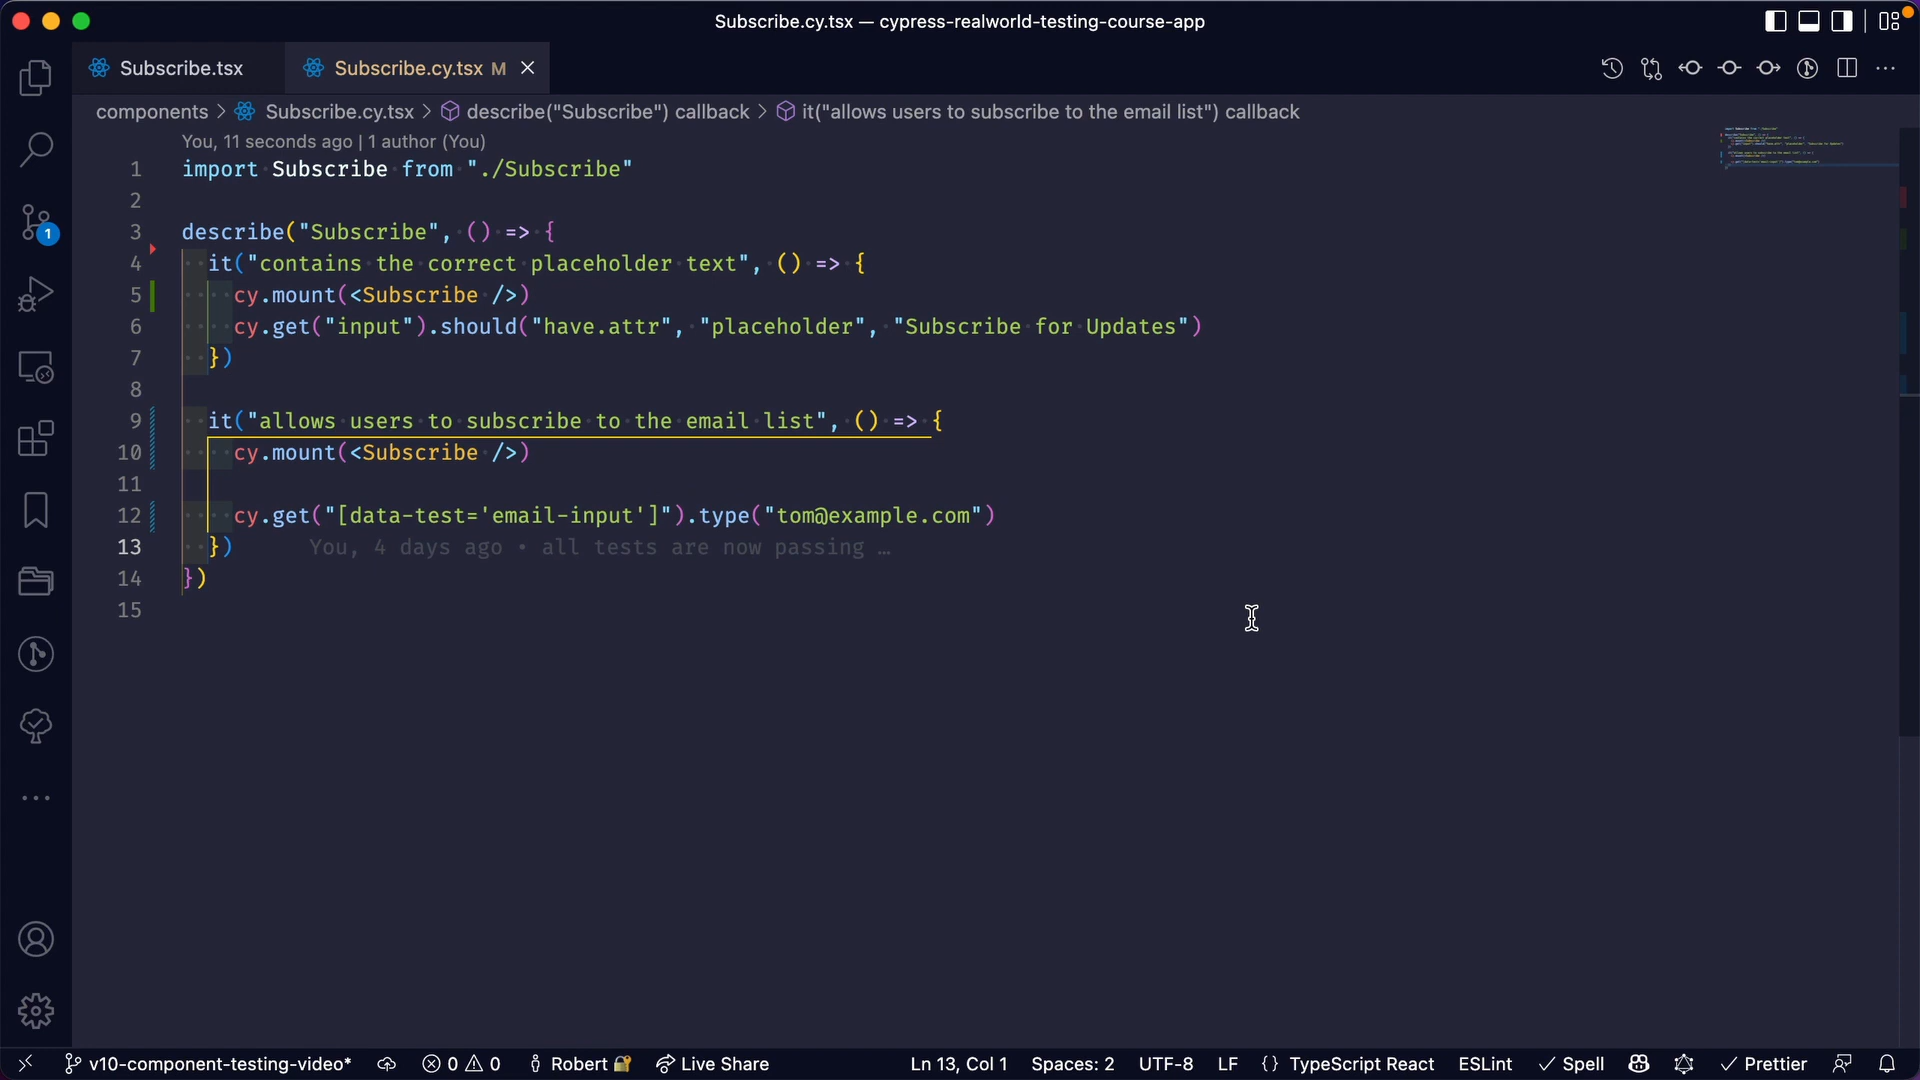 Subscribe.cy.tsx — cypress-realworld-testing-course-app
Subscribe.tsx
Subscribe.cy.tsx M
components > Subscribe.cy.tsx > describe("Subscribe") callback > it("allows users to subscribe to the email list") callback
You, 11 seconds ago | 1 author (You)
1 import Subscribe from "./Subscribe"
2
3 describe("Subscribe", () => {
4 it("contains the correct placeholder text", () => {
5 cy.mount(<Subscribe />)
6 cy.get("input").should("have.attr", "placeholder", "Subscribe for Updates")
7 })
8
9 it("allows users to subscribe to the email list", () => {
10 cy.mount(<Subscribe />)
11
12 cy.get("[data-test='email-input']").type("tom@example.com")
13 }) You, 4 days ago • all tests are now passing …
14 })
15
1
v10-component-testing-video* 0 0 Robert Live Share Ln 13, Col 1 Spaces: 2 UTF-8 LF {} TypeScript React ESLint Spell Prettier